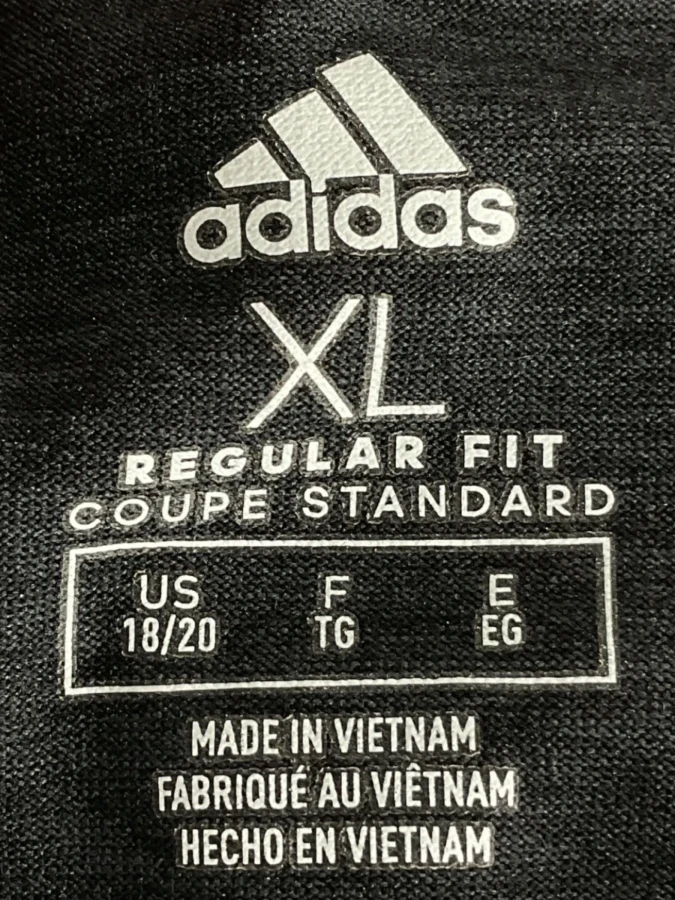 adidas
XL
REGULAR FIT
COUPE STANDARD
US F E
18/20 TG EG
MADE IN VIETNAM
FABRIQUÉ AU VIÊTNAM
HECHO EN VIETNAM